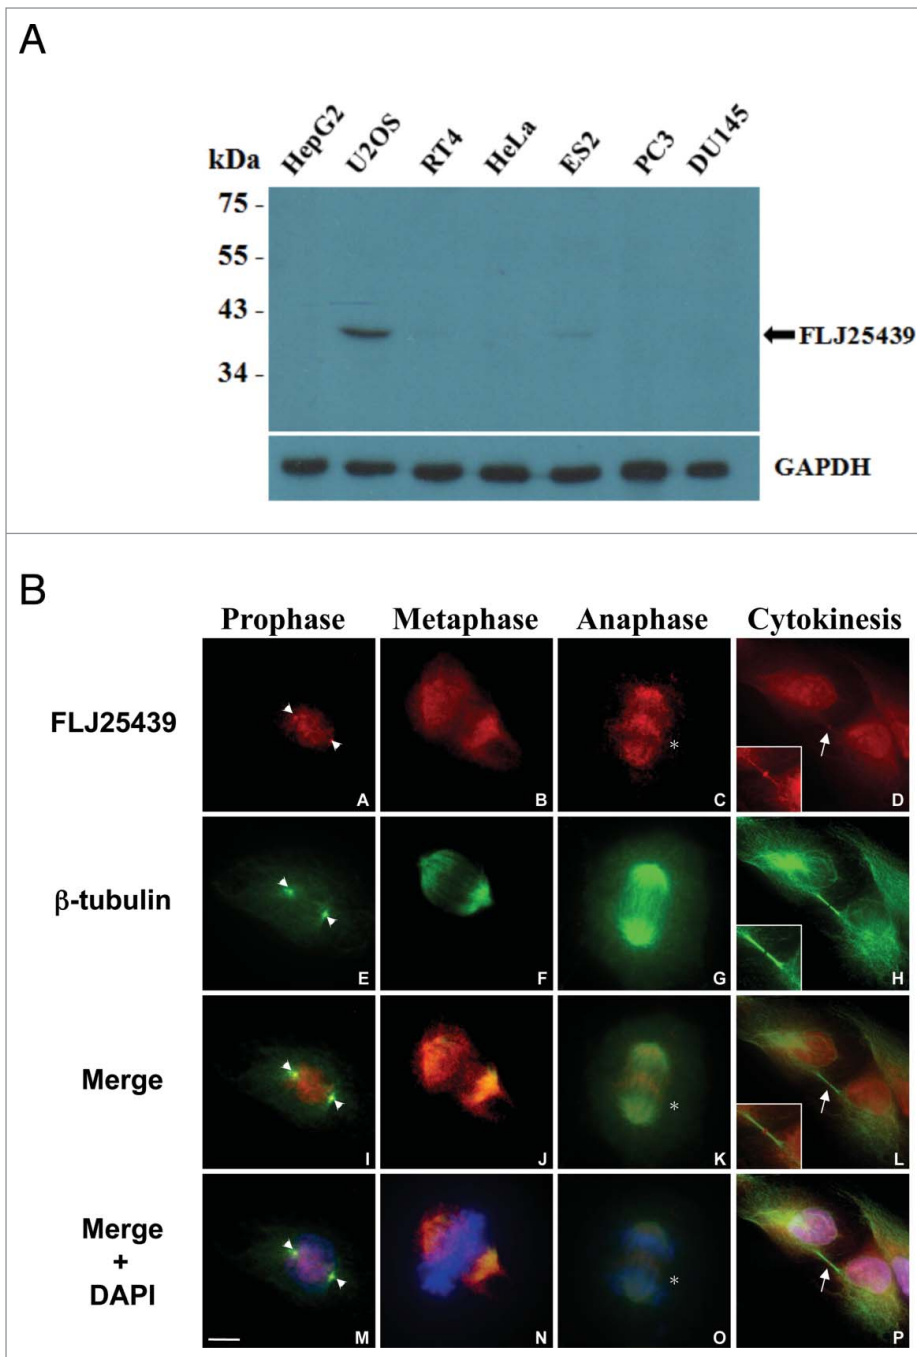 A
kDa
HepG2
U2OS
RT4
HeLa
ES2
PC3
DU145
75 -
55 -
43 -
34 -
FLJ25439
GAPDH
B
Prophase Metaphase Anaphase Cytokinesis
FLJ25439
A
B
*
C
D
β-tubulin
E
F
G
H
Merge
I
J
*
K
L
Merge
+
DAPI
M
N
*
O
P